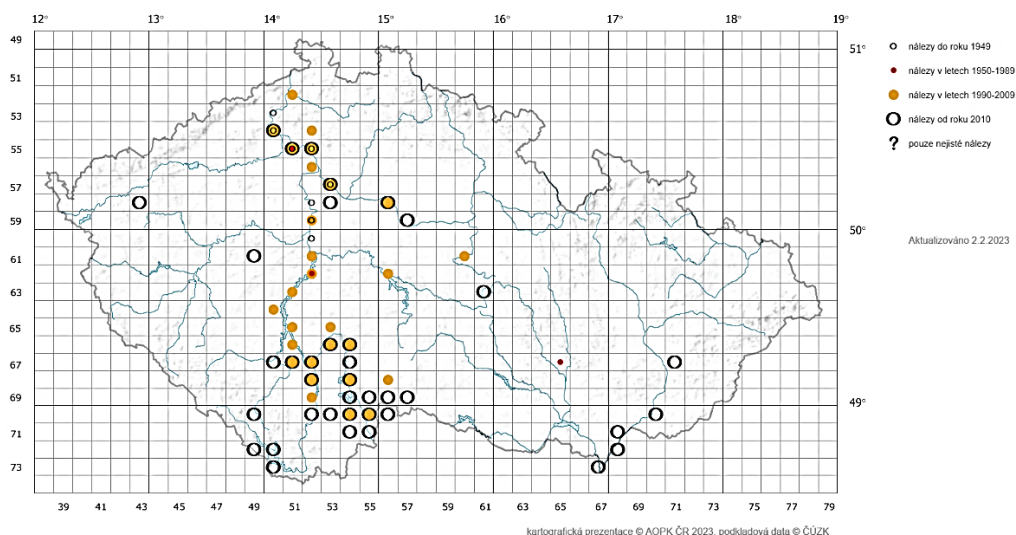 12° 13° 14° 15° 16° 17° 18° 19°
49
51° nálezy do roku 1949
51
nálezy v letech 1950-1989
53
nálezy v letech 1990-2009
55
nálezy od roku 2010
? pouze nejisté nálezy
57
59
50°
Aktualizováno 2.2.2023
61
63
65
67
69
49°
71
73
39 41 43 45 47 49 51 53 55 57 59 61 63 65 67 69 71 73 75 77 79
kartografická prezentace © AOPK ČR 2023, podkladová data © ČÚZK